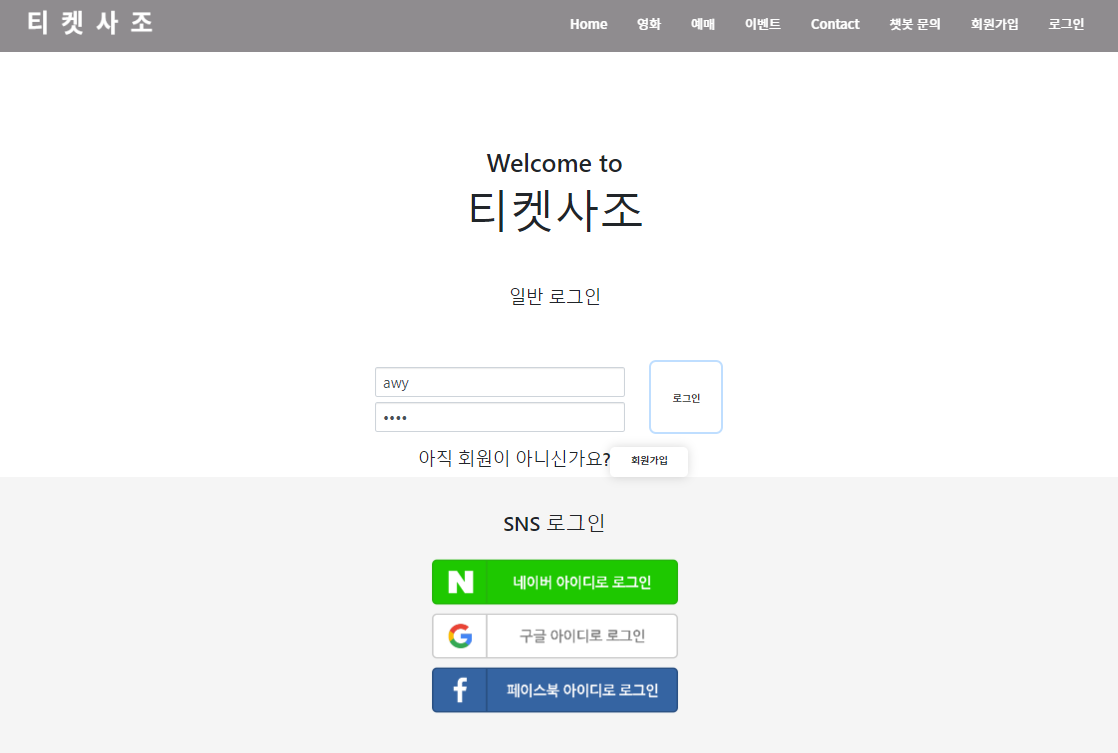 티켓사조 Home 영화 예매 이벤트 Contact 챗봇 문의 회원가입 로그인
Welcome to
티켓사조
일반 로그인
awy
••••
로그인
아직 회원이 아니신가요? 회원가입
SNS 로그인
N 네이버 아이디로 로그인
G 구글 아이디로 로그인
f 페이스북 아이디로 로그인